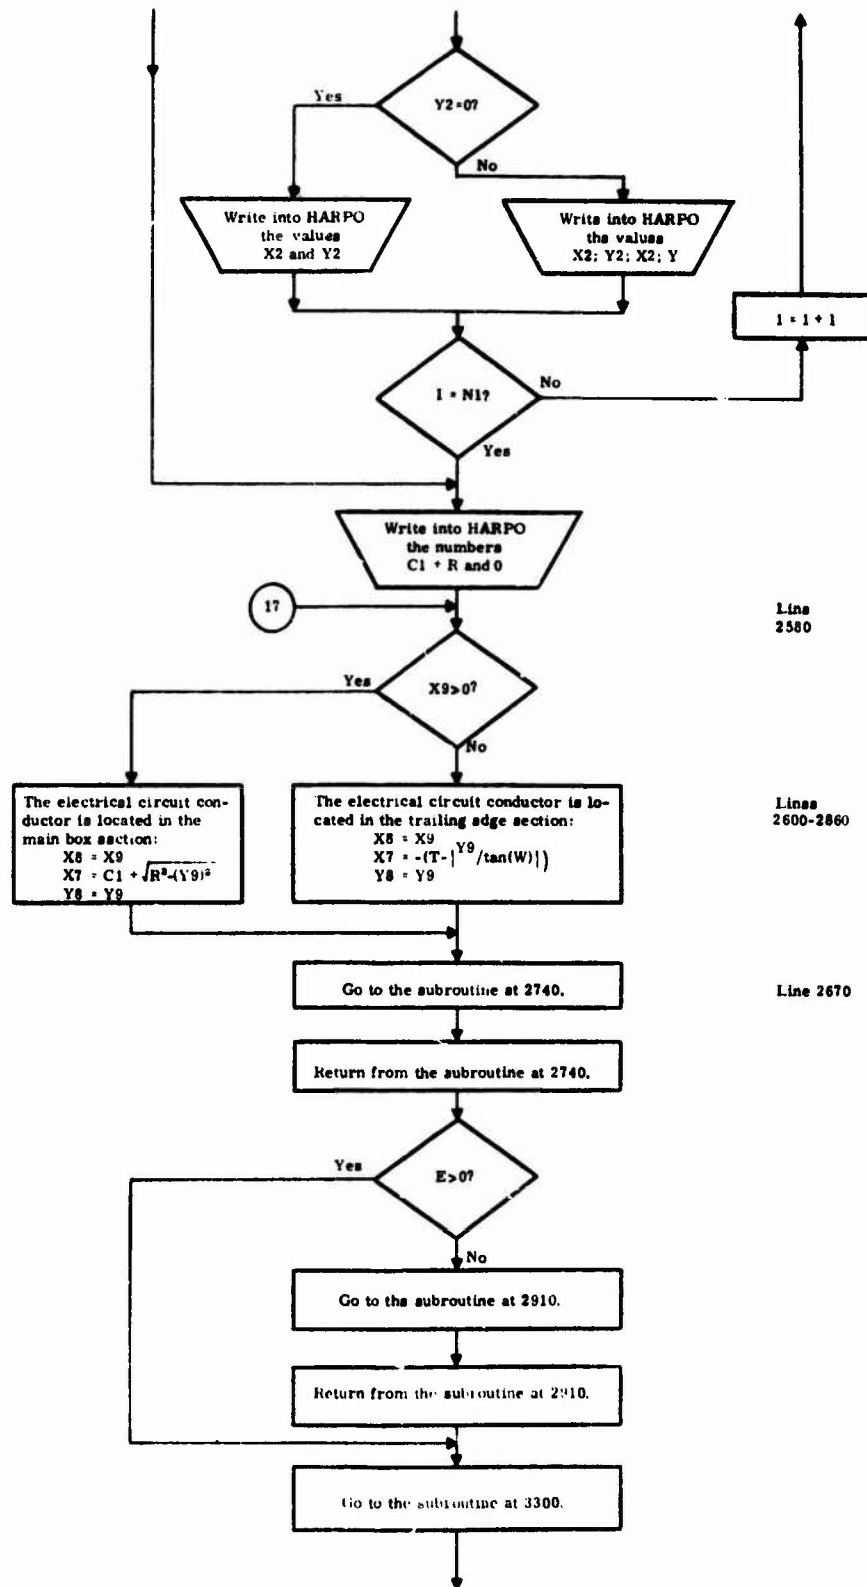 Y2=0?
Yes
No
Write into HARPO
the values
X2 and Y2
Write into HARPO
the values
X2; Y2; X2; Y
1 = 1 + 1
I = N1?
No
Yes
Write into HARPO
the numbers
C1 + R and 0
17
Line
2580
X9>0?
Yes
No
The electrical circuit con-
ductor is located in the
main box section:
X8 = X9
X7 = C1 + √R²-(Y9)²
Y8 = Y9
The electrical circuit conductor is lo-
cated in the trailing edge section:
X8 = X9
X7 = -(T-|Y9/tan(W)|)
Y8 = Y9
Lines
2600-2860
Go to the subroutine at 2740.
Line 2670
Return from the subroutine at 2740.
E>0?
Yes
No
Go to the subroutine at 2910.
Return from the subroutine at 2910.
Go to the subroutine at 3300.